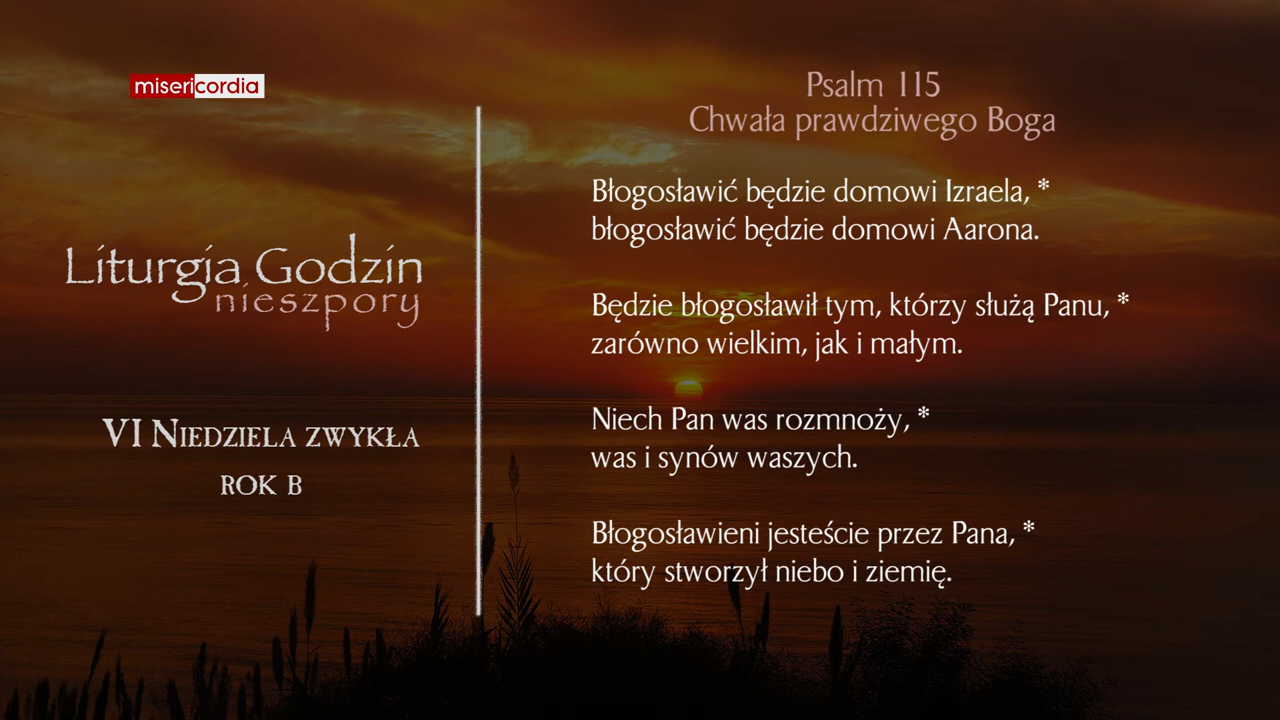 misericordia
Liturgia Godzin
nieszpory
VI Niedziela zwykła
rok B
Psalm 115
Chwała prawdziwego Boga
Błogosławić będzie domowi Izraela, *
błogosławić będzie domowi Aarona.
Będzie błogosławił tym, którzy służą Panu, *
zarówno wielkim, jak i małym.
Niech Pan was rozmnoży, *
was i synów waszych.
Błogosławieni jesteście przez Pana, *
który stworzył niebo i ziemię.